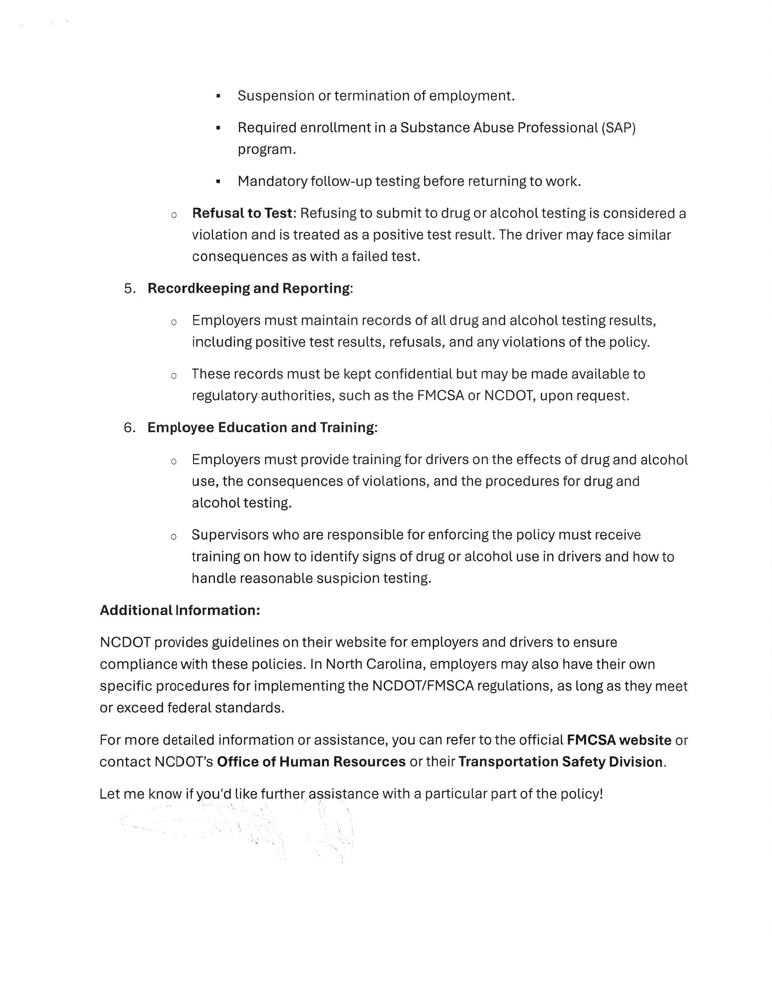 ▪ Suspension or termination of employment.
▪ Required enrollment in a Substance Abuse Professional (SAP)
program.
▪ Mandatory follow-up testing before returning to work.
o Refusal to Test: Refusing to submit to drug or alcohol testing is considered a
violation and is treated as a positive test result. The driver may face similar
consequences as with a failed test.
5. Recordkeeping and Reporting:
o Employers must maintain records of all drug and alcohol testing results,
including positive test results, refusals, and any violations of the policy.
o These records must be kept confidential but may be made available to
regulatory authorities, such as the FMCSA or NCDOT, upon request.
6. Employee Education and Training:
o Employers must provide training for drivers on the effects of drug and alcohol
use, the consequences of violations, and the procedures for drug and
alcohol testing.
o Supervisors who are responsible for enforcing the policy must receive
training on how to identify signs of drug or alcohol use in drivers and how to
handle reasonable suspicion testing.
Additional Information:
NCDOT provides guidelines on their website for employers and drivers to ensure
compliance with these policies. In North Carolina, employers may also have their own
specific procedures for implementing the NCDOT/FMSCA regulations, as long as they meet
or exceed federal standards.
For more detailed information or assistance, you can refer to the official FMCSA website or
contact NCDOT's Office of Human Resources or their Transportation Safety Division.
Let me know if you'd like further assistance with a particular part of the policy!